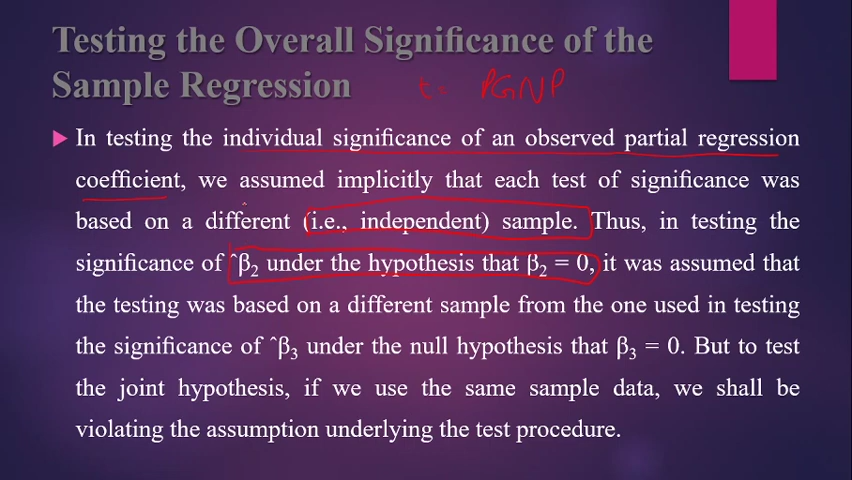 Testing the Overall Significance of the
Sample Regression
t= PGNP
In testing the individual significance of an observed partial regression
coefficient, we assumed implicitly that each test of significance was
based on a different (i.e., independent) sample. Thus, in testing the
significance of ˆβ₂ under the hypothesis that β₂ = 0, it was assumed that
the testing was based on a different sample from the one used in testing
the significance of ˆβ₃ under the null hypothesis that β₃ = 0. But to test
the joint hypothesis, if we use the same sample data, we shall be
violating the assumption underlying the test procedure.